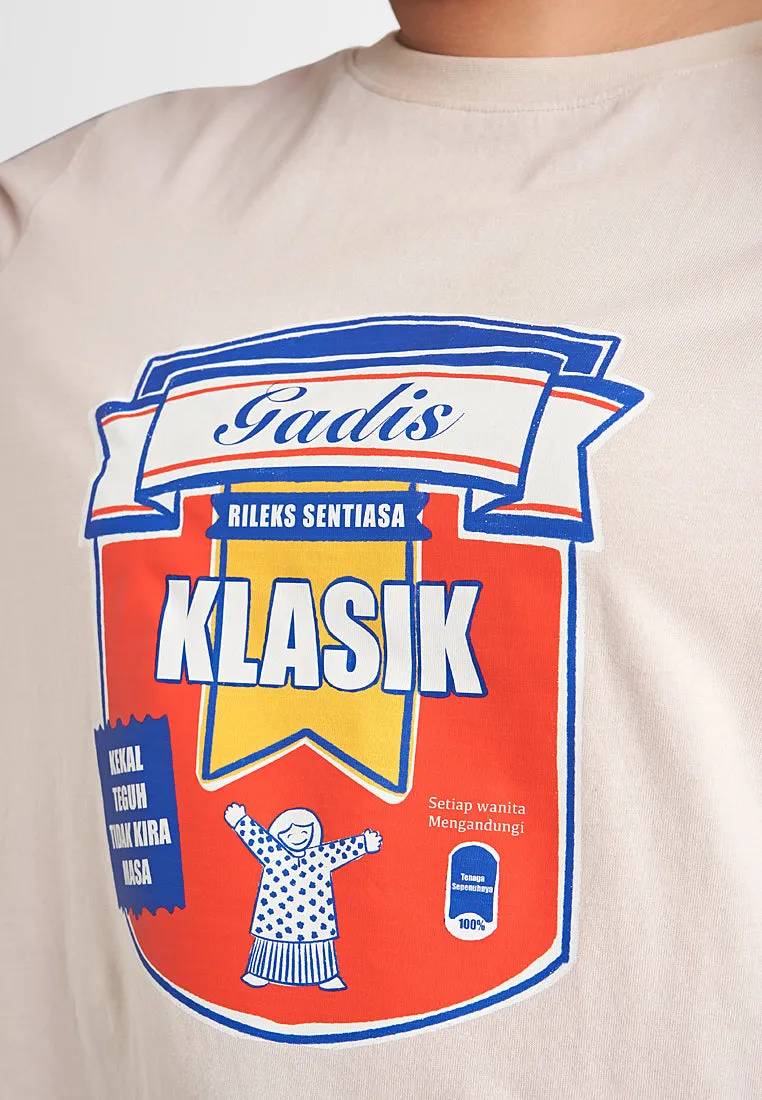 Gadis
RILEKS SENTIASA
KLASIK
KEKAL
TEGUH
TIDAK KIRA
MASA
Setiap wanita
Mengandungi
Tenaga
Sepenuhnya
100%